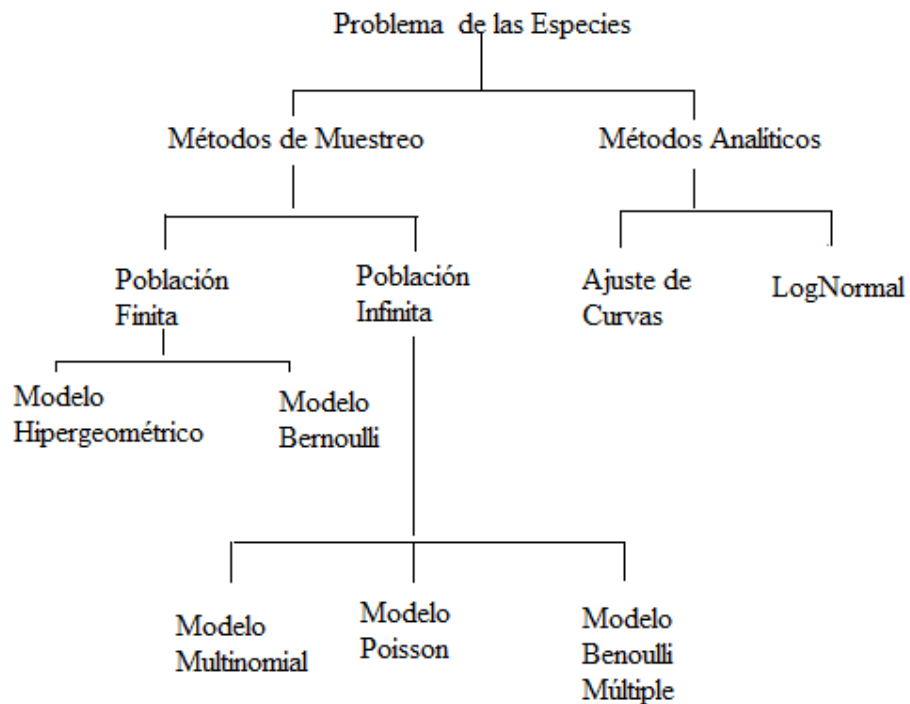 Problema de las Especies
Métodos de Muestreo
Métodos Analíticos
Población
Finita
Población
Infinita
Ajuste de
Curvas
LogNormal
Modelo
Hipergeométrico
Modelo
Bernoulli
Modelo
Multinomial
Modelo
Poisson
Modelo
Benoulli
Múltiple